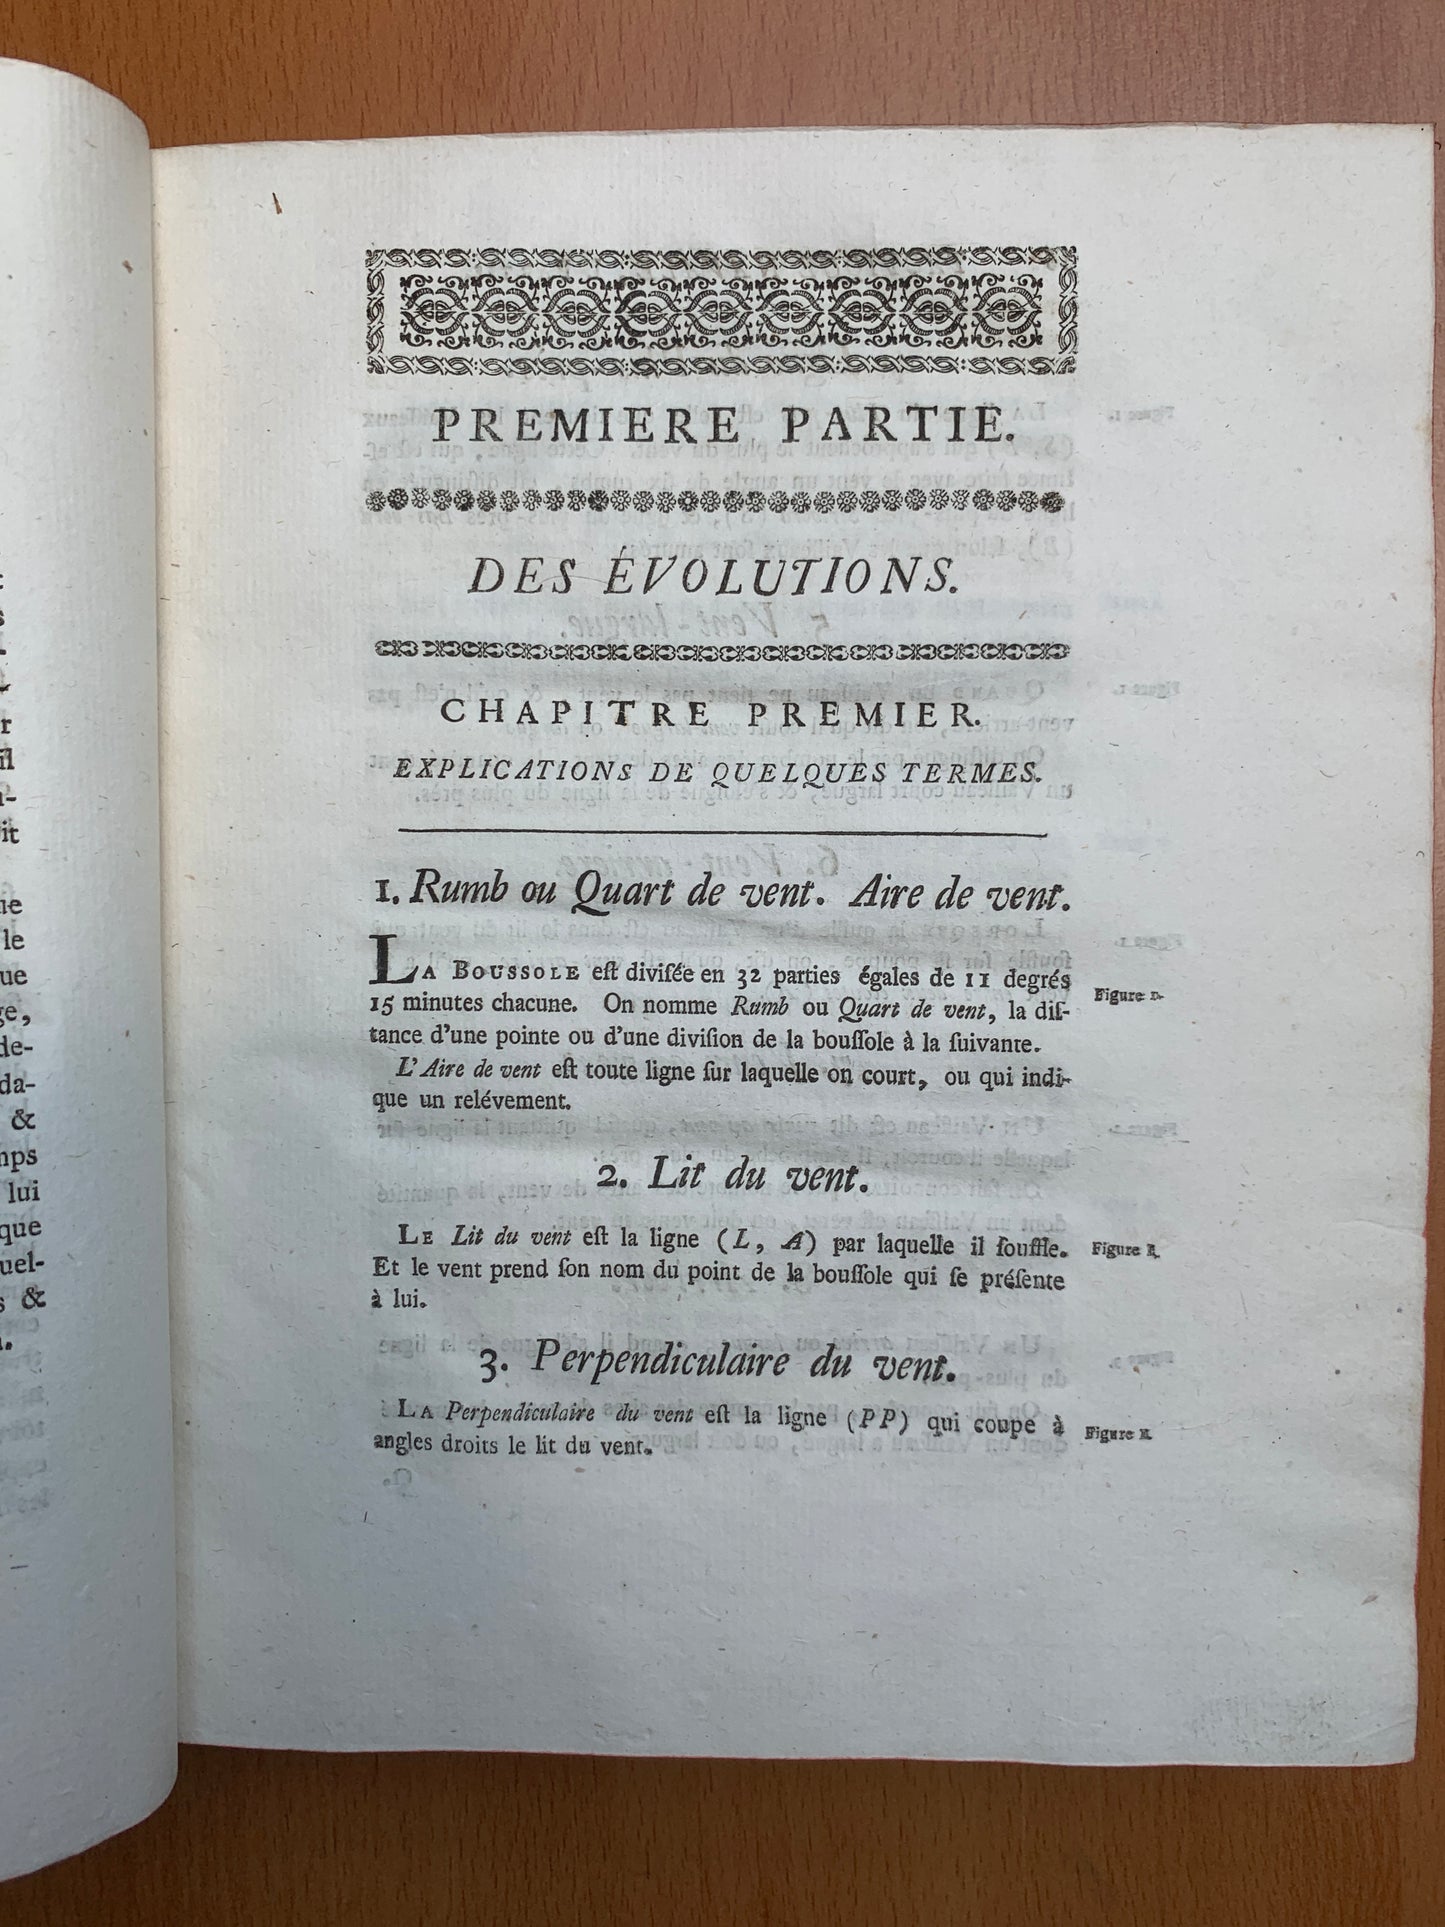 PREMIERE PARTIE.
DES ÉVOLUTIONS.
CHAPITRE PREMIER.
EXPLICATIONS DE QUELQUES TERMES.
1. Rumb ou Quart de vent. Aire de vent.
LA BOUSSOLE eſt diviſée en 32 parties égales de 11 degrés
15 minutes chacune. On nomme Rumb ou Quart de vent, la diſ-
tance d'une pointe ou d'une diviſion de la bouſſole à la ſuivante.
Figure 1.
L'Aire de vent eſt toute ligne ſur laquelle on court, ou qui indi-
que un relévement.
2. Lit du vent.
LE Lit du vent eſt la ligne (L, A) par laquelle il ſouffle.
Figure 1.
Et le vent prend ſon nom du point de la bouſſole qui ſe préſente
à lui.
3. Perpendiculaire du vent.
LA Perpendiculaire du vent eſt la ligne (PP) qui coupe à
Figure 1.
angles droits le lit du vent.